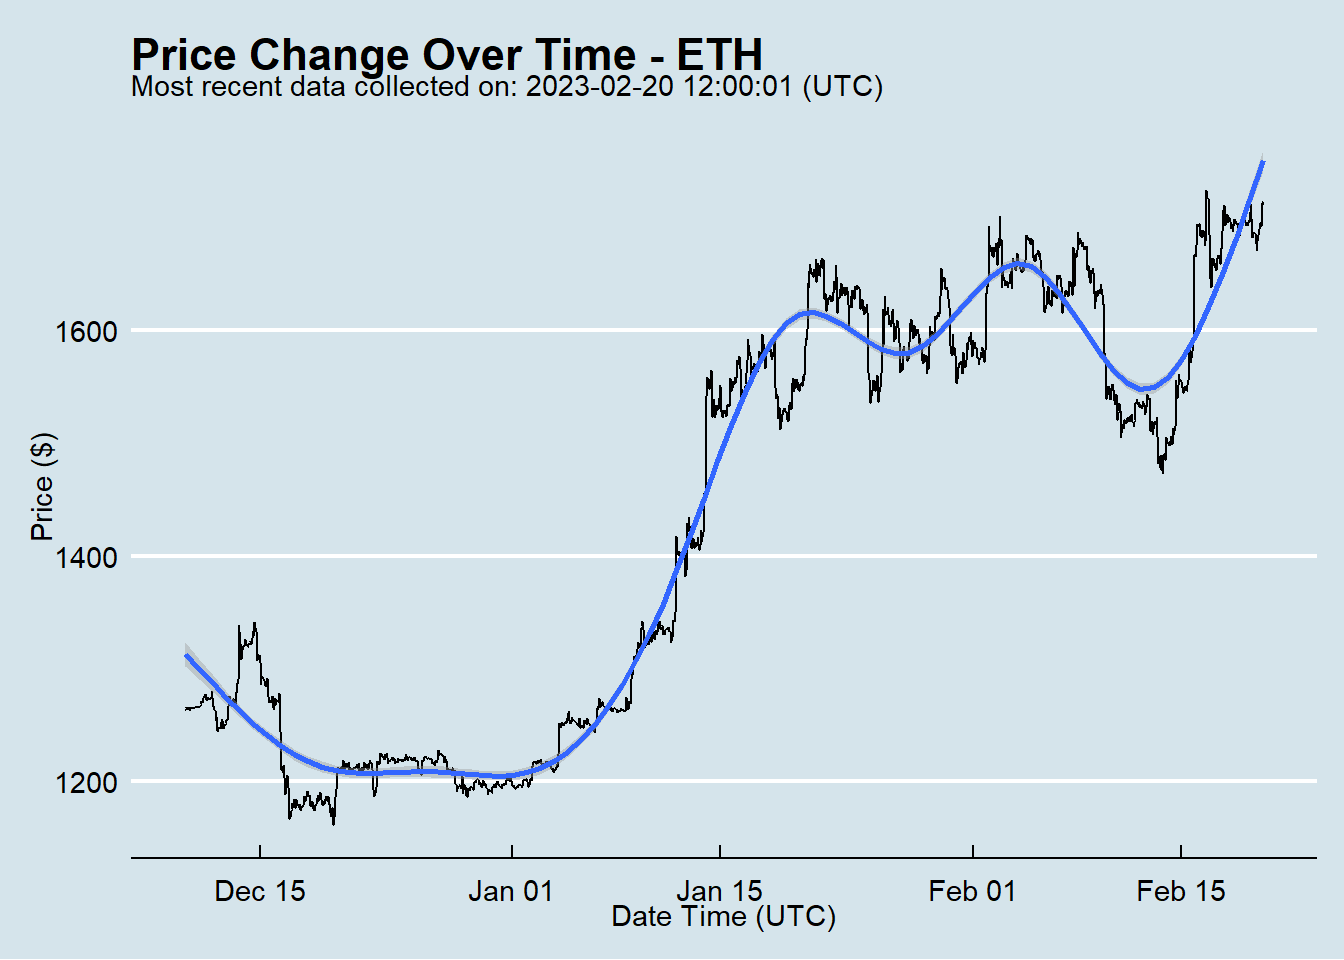 Price Change Over Time - ETH
Most recent data collected on: 2023-02-20 12:00:01 (UTC)
Price ($)
1600
1400
1200
Dec 15
Jan 01
Jan 15
Feb 01
Feb 15
Date Time (UTC)